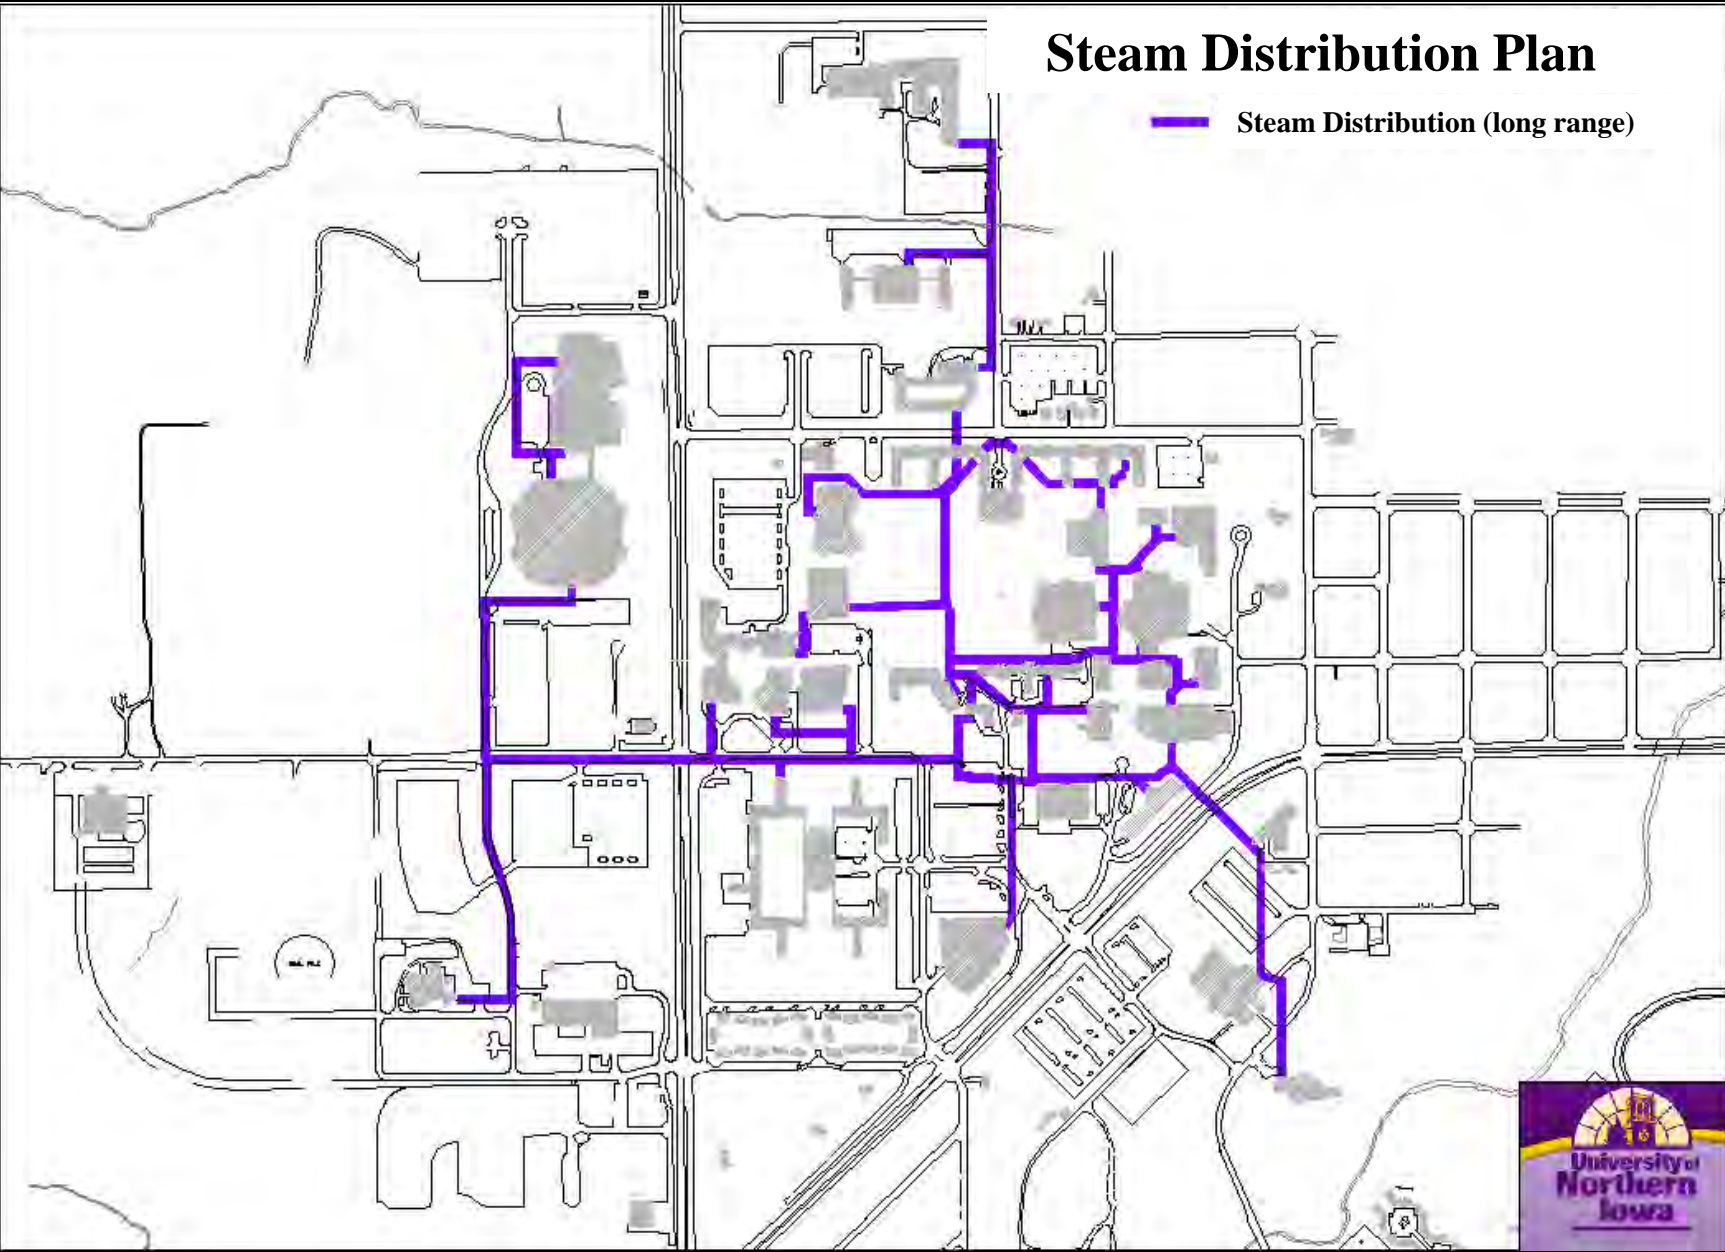 Steam Distribution Plan
Steam Distribution (long range)
University of
Northern
Iowa